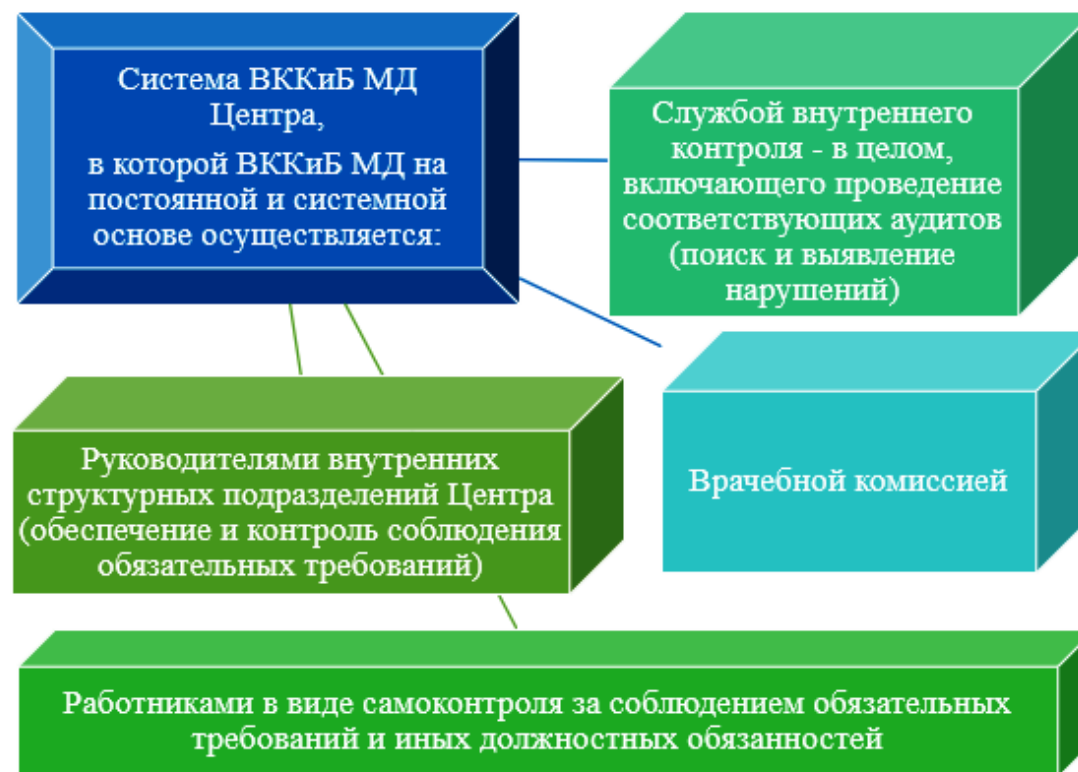 Система ВККиБ МД
Центра,
в которой ВККиБ МД на
постоянной и системной
основе осуществляется:
Службой внутреннего
контроля - в целом,
включающего проведение
соответствующих аудитов
(поиск и выявление
нарушений)
Руководителями внутренних
структурных подразделений Центра
(обеспечение и контроль соблюдения
обязательных требований)
Врачебной комиссией
Работниками в виде самоконтроля за соблюдением обязательных
требований и иных должностных обязанностей